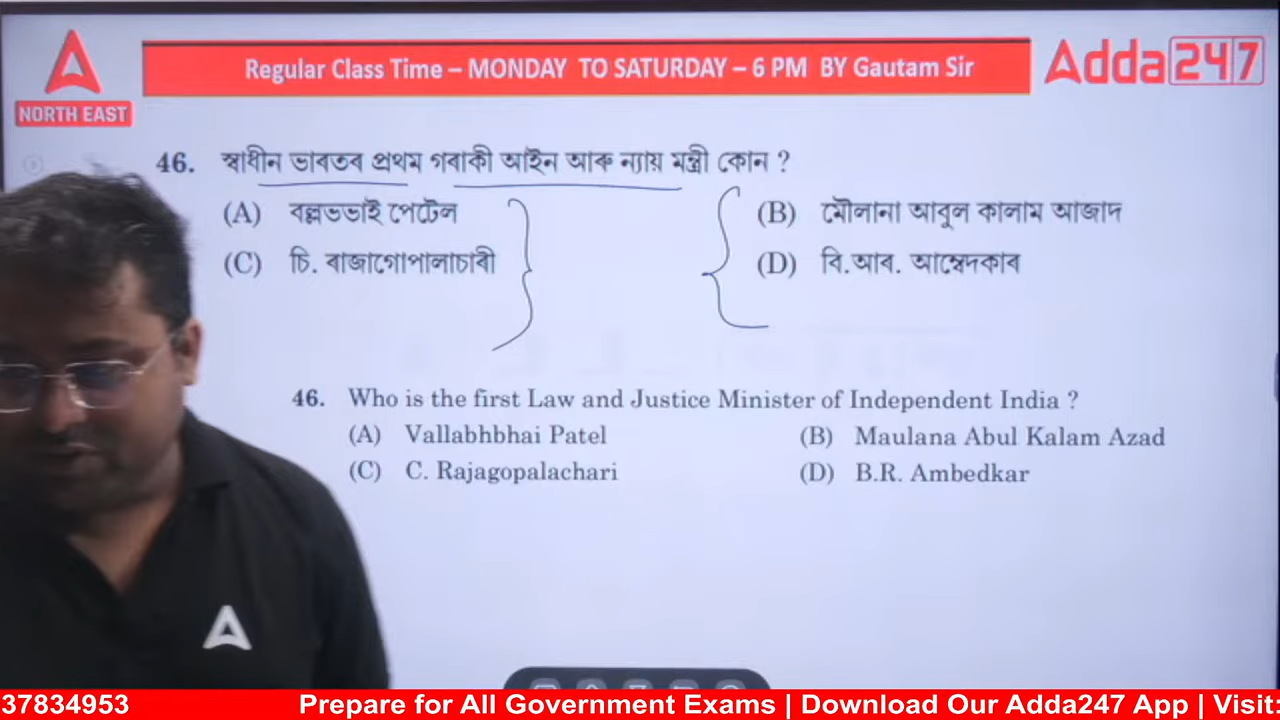 Regular Class Time – MONDAY TO SATURDAY – 6 PM BY Gautam Sir
Adda247
NORTH EAST
46. স্বাধীন ভাৰতৰ প্ৰথম গৰাকী আইন আৰু ন্যায় মন্ত্ৰী কোন ?
(A) বল্লভভাই পেটেল
(B) মৌলানা আবুল কালাম আজাদ
(C) চি. ৰাজাগোপালাচাৰী
(D) বি.আৰ. আম্বেদকাৰ
46. Who is the first Law and Justice Minister of Independent India ?
(A) Vallabhbhai Patel
(B) Maulana Abul Kalam Azad
(C) C. Rajagopalachari
(D) B.R. Ambedkar
37834953 Prepare for All Government Exams | Download Our Adda247 App | Visit: